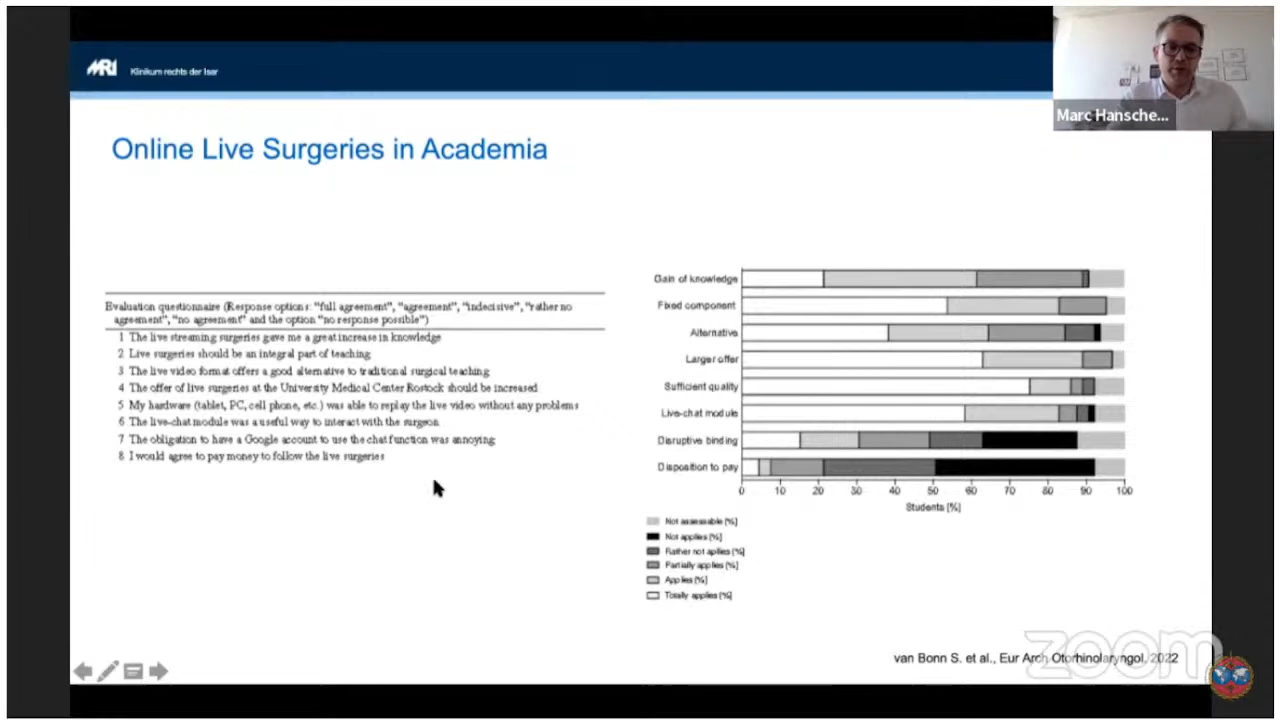 MRI Klinikum rechts der Isar
Marc Hansche...
Online Live Surgeries in Academia
Evaluation questionnaire (Response options: “full agreement”, “agreement”, “indecisive”, “rather no
agreement”, “no agreement” and the option “no response possible”)
1 The live streaming surgeries gave me a great increase in knowledge
2 Live surgeries should be an integral part of teaching
3 The live video format offers a good alternative to traditional surgical teaching
4 The offer of live surgeries at the University Medical Center Rostock should be increased
5 My hardware (tablet, PC, cell phone, etc.) was able to replay the live video without any problems
6 The live-chat module was a useful way to interact with the surgeon
7 The obligation to have a Google account to use the chat function was annoying
8 I would agree to pay money to follow the live surgeries
Gain of knowledge
Fixed component
Alternative
Larger offer
Sufficient quality
Live-chat module
Disruptive binding
Disposition to pay
0 10 20 30 40 50 60 70 80 90 100
Students [%]
Not assessable [%]
Not applies [%]
Rather not apllies [%]
Partially applies [%]
Applies [%]
Totally applies [%]
van Bonn S. et al., Eur Arch Otorhinolaryngol, 2022
zoom